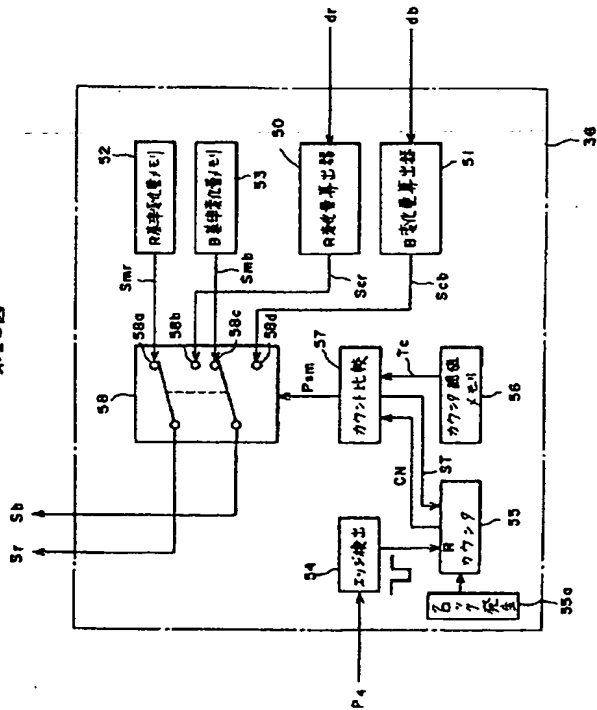 dr
db
36
52
R基準変化量メモリ
B基準変化量メモリ
53
50
R変化量算出器
B変化量算出器
51
Smr
Smb
Scr
Scb
58a
58b
58c
58d
58
57
カウント比較
Psm
Tc
カウンタ閾値
メモリ
56
CN
ST
54
エッジ検出
R
カウンタ
55
クロック発生
55a
Sb
Sr
P4